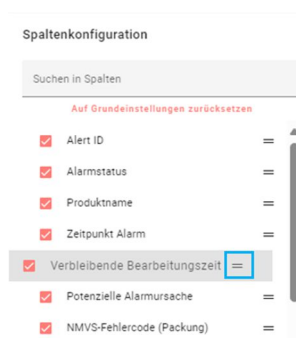 Spaltenkonfiguration
Suchen in Spalten
Auf Grundeinstellungen zurücksetzen
Alert ID
Alarmstatus
Produktname
Zeitpunkt Alarm
Verbleibende Bearbeitungszeit
Potenzielle Alarmursache
NMVS-Fehlercode (Packung)